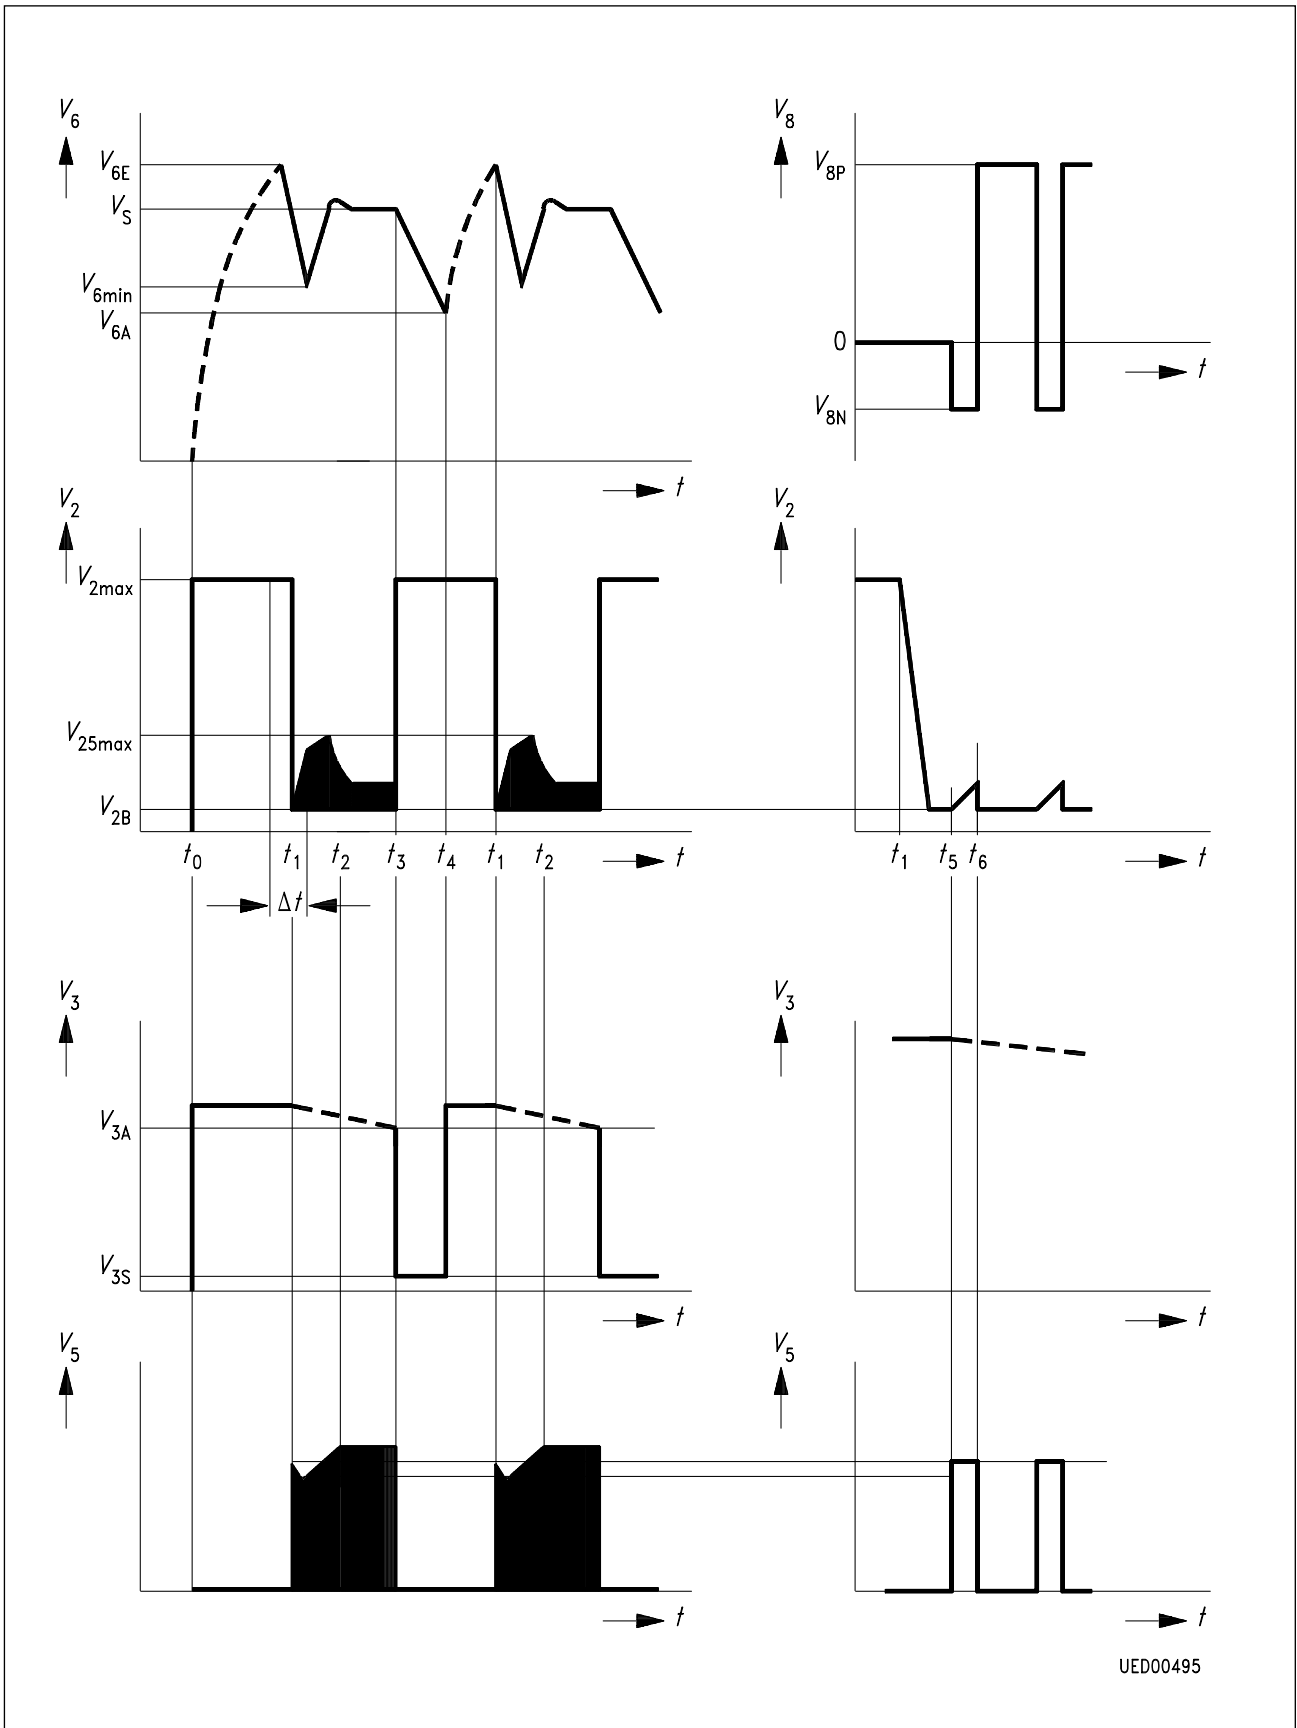 V6
V6E
VS
V6min
V6A
t
V8
V8P
0
V8N
t
V2
V2max
V25max
V2B
t0 t1 t2 t3 t4 t1 t2 t
Δt
V2
t1 t5 t6 t
V3
V3A
V3S
t
V3
t
V5
t
V5
t
UED00495